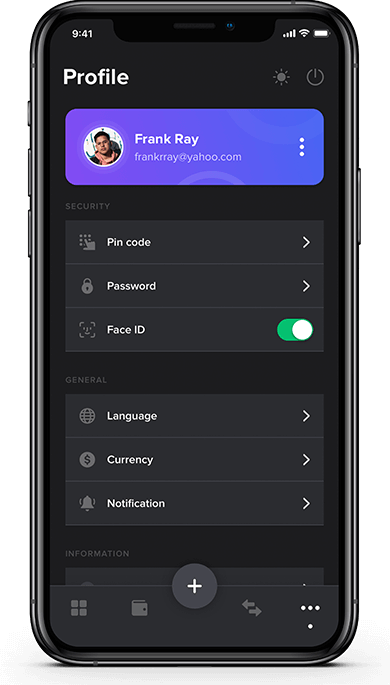 9:41
Profile
Frank Ray
frankrray@yahoo.com
SECURITY
Pin code
Password
Face ID
GENERAL
Language
Currency
Notification
INFORMATION